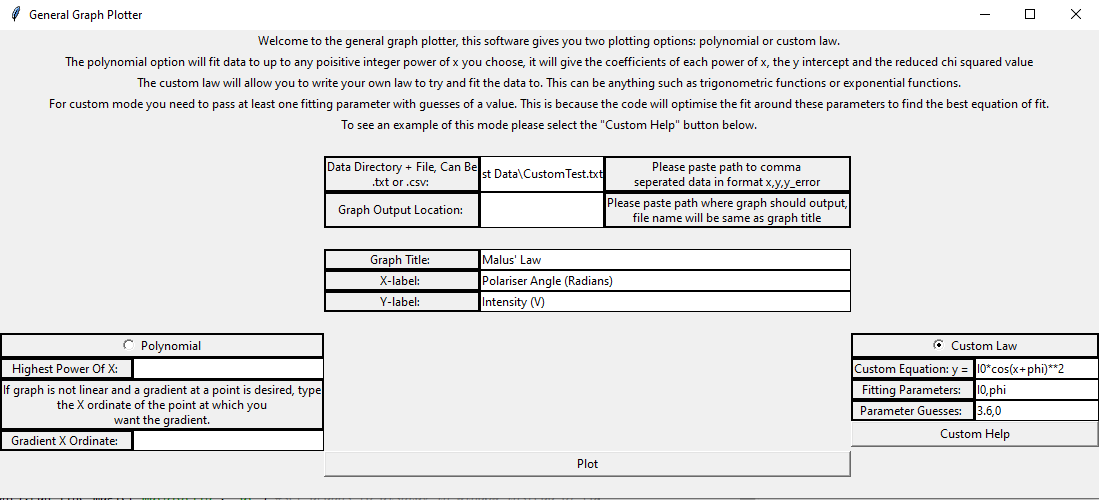 General Graph Plotter
Welcome to the general graph plotter, this software gives you two plotting options: polynomial or custom law.
The polynomial option will fit data to up to any poisitive integer power of x you choose, it will give the coefficients of each power of x, the y intercept and the reduced chi squared value
The custom law will allow you to write your own law to try and fit the data to. This can be anything such as trigonometric functions or exponential functions.
For custom mode you need to pass at least one fitting parameter with guesses of a value. This is because the code will optimise the fit around these parameters to find the best equation of fit.
To see an example of this mode please select the "Custom Help" button below.
Data Directory + File, Can Be
.txt or .csv:
st Data\CustomTest.txt
Please paste path to comma
seperated data in format x,y,y_error
Graph Output Location:
Please paste path where graph should output,
file name will be same as graph title
Graph Title:
Malus' Law
X-label:
Polariser Angle (Radians)
Y-label:
Intensity (V)
Polynomial
Highest Power Of X:
If graph is not linear and a gradient at a point is desired, type
the X ordinate of the point at which you
want the gradient.
Gradient X Ordinate:
Custom Law
Custom Equation: y =
I0*cos(x+phi)**2
Fitting Parameters:
I0,phi
Parameter Guesses:
3.6,0
Custom Help
Plot